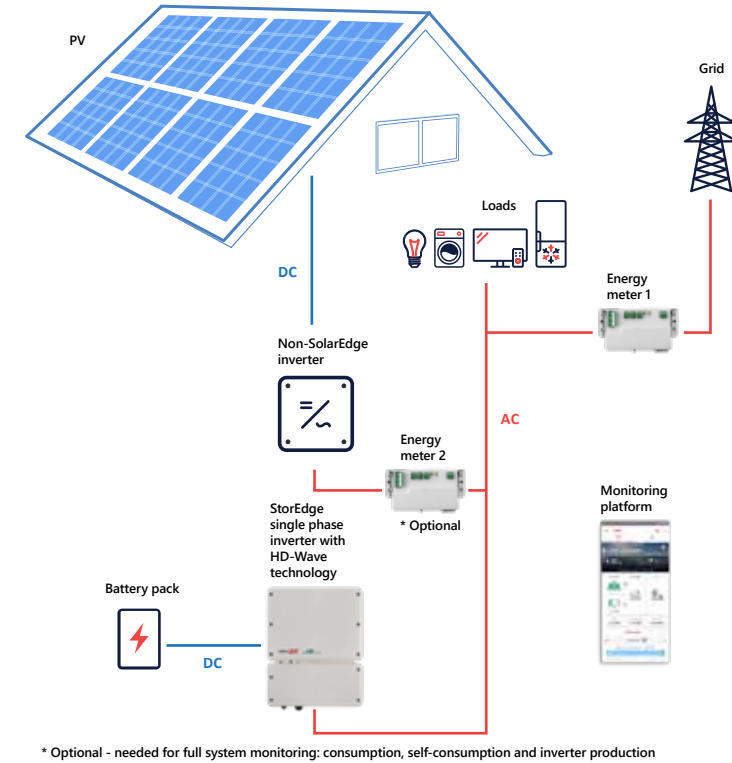 PV
Grid
Loads
DC
Energy
meter 1
Non-SolarEdge
inverter
AC
Energy
meter 2
* Optional
StorEdge
single phase
inverter with
HD-Wave
technology
Monitoring
platform
Battery pack
DC
* Optional - needed for full system monitoring: consumption, self-consumption and inverter production